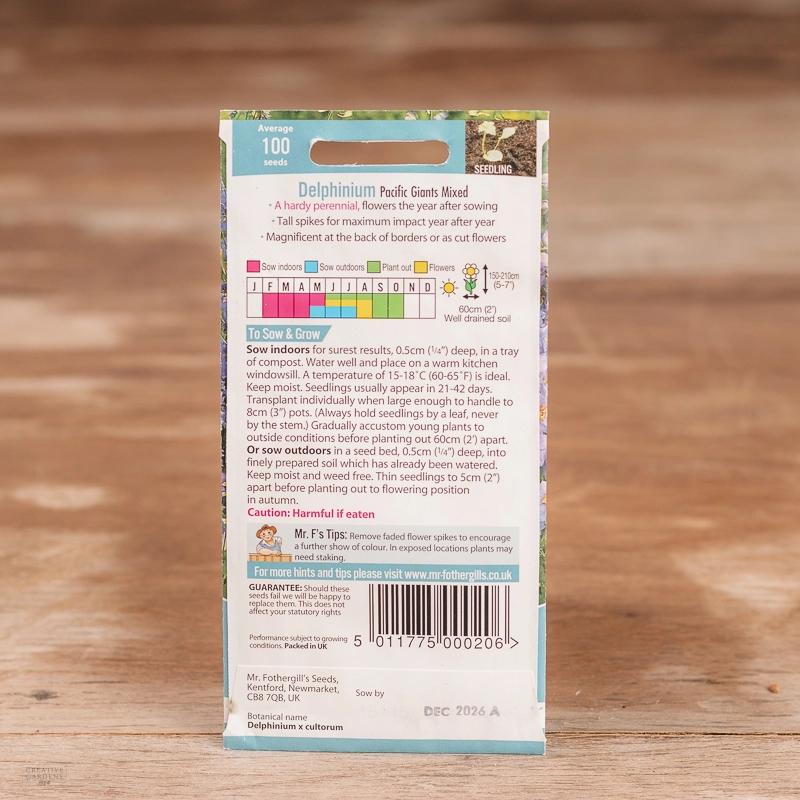 Average
100
seeds
SEEDLING
Delphinium Pacific Giants Mixed
• A hardy perennial, flowers the year after sowing
• Tall spikes for maximum impact year after year
• Magnificent at the back of borders or as cut flowers
Sow indoors Sow outdoors Plant out Flowers
J F M A M J J A S O N D
150-210cm
(5-7")
60cm (2')
Well drained soil
To Sow & Grow
Sow indoors for surest results, 0.5cm (1/4") deep, in a tray
of compost. Water well and place on a warm kitchen
windowsill. A temperature of 15-18˚C (60-65˚F) is ideal.
Keep moist. Seedlings usually appear in 21-42 days.
Transplant individually when large enough to handle to
8cm (3") pots. (Always hold seedlings by a leaf, never
by the stem.) Gradually accustom young plants to
outside conditions before planting out 60cm (2') apart.
Or sow outdoors in a seed bed, 0.5cm (1/4") deep, into
finely prepared soil which has already been watered.
Keep moist and weed free. Thin seedlings to 5cm (2")
apart before planting out to flowering position
in autumn.
Caution: Harmful if eaten
Mr. F's Tips: Remove faded flower spikes to encourage
a further show of colour. In exposed locations plants may
need staking.
For more hints and tips please visit www.mr-fothergills.co.uk
GUARANTEE: Should these
seeds fail we will be happy to
replace them. This does not
affect your statutory rights
Performance subject to growing
conditions. Packed in UK
5 011775 000206 >
Mr. Fothergill's Seeds,
Kentford, Newmarket,
CB8 7QB, UK
Sow by
DEC 2026 A
Botanical name
Delphinium x cultorum
CREATIVE
GARDENS